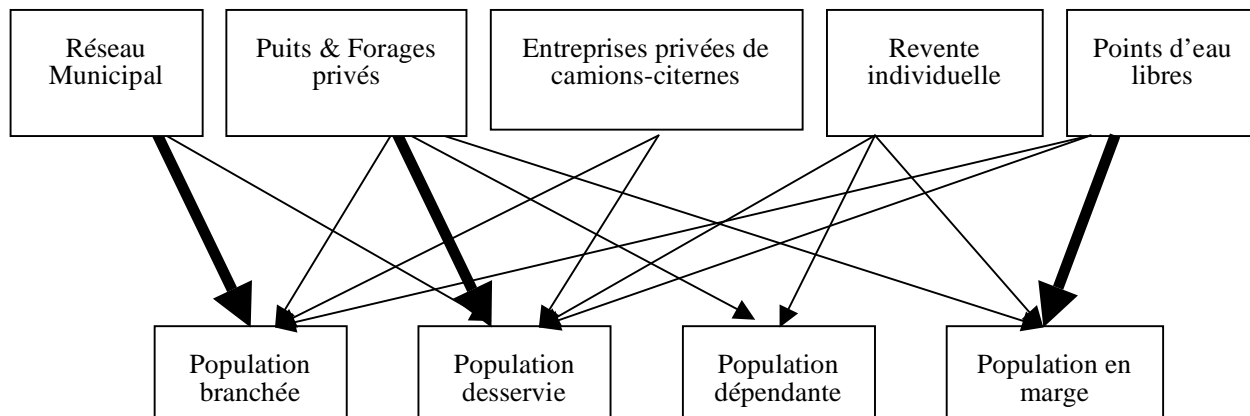 Réseau
Municipal
Puits & Forages
privés
Entreprises privées de
camions-citernes
Revente
individuelle
Points d'eau
libres
Population
branchée
Population
desservie
Population
dépendante
Population en
marge